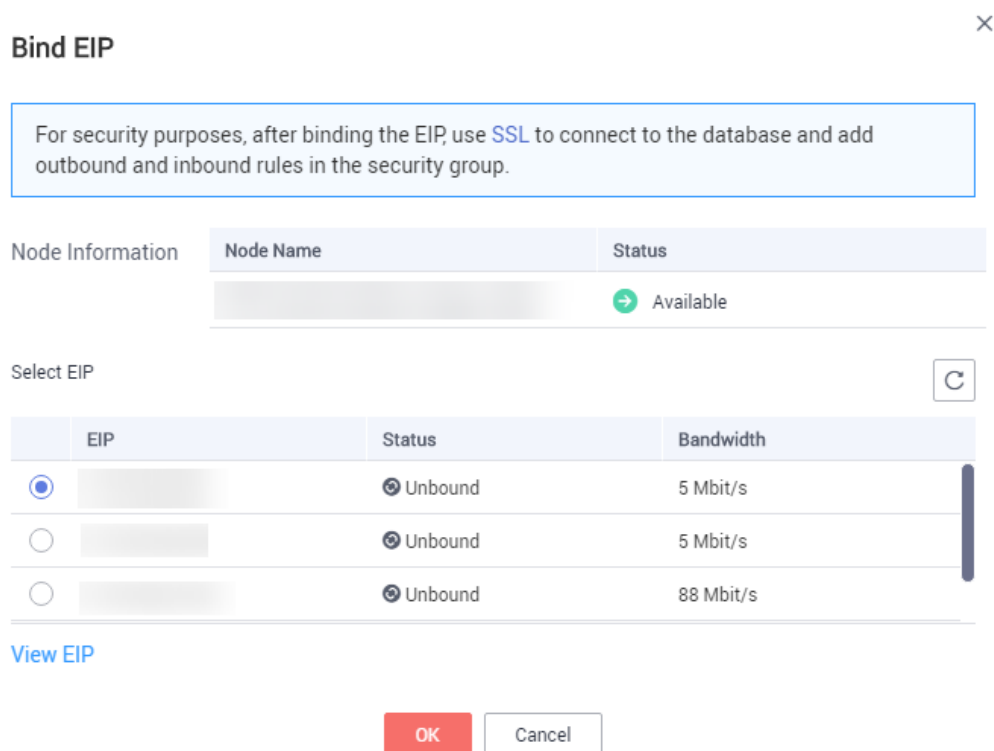 Bind EIP
For security purposes, after binding the EIP, use SSL to connect to the database and add
outbound and inbound rules in the security group.
Node Information
Node Name Status
Available
Select EIP
EIP Status Bandwidth
Unbound 5 Mbit/s
Unbound 5 Mbit/s
Unbound 88 Mbit/s
View EIP
OK Cancel